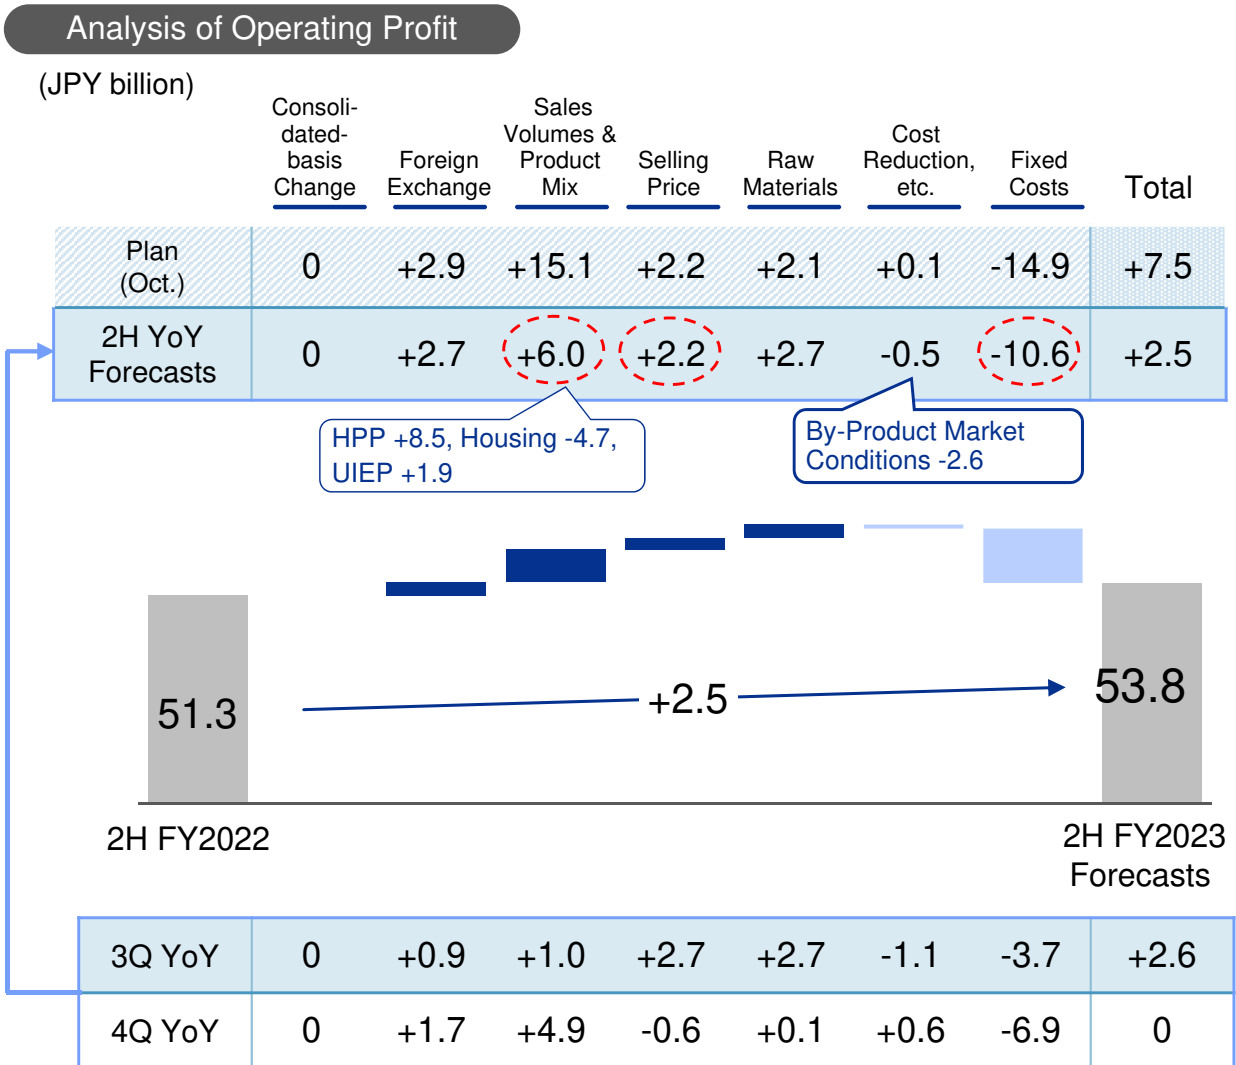 Analysis of Operating Profit
(JPY billion)
Consoli-
dated-
basis
Change
Foreign
Exchange
Sales
Volumes &
Product
Mix
Selling
Price
Raw
Materials
Cost
Reduction,
etc.
Fixed
Costs
Total
Plan
(Oct.)
0 +2.9 +15.1 +2.2 +2.1 +0.1 -14.9 +7.5
2H YoY
Forecasts
0 +2.7 +6.0 +2.2 +2.7 -0.5 -10.6 +2.5
HPP +8.5, Housing -4.7,
UIEP +1.9
By-Product Market
Conditions -2.6
51.3
+2.5
53.8
2H FY2022
2H FY2023
Forecasts
3Q YoY 0 +0.9 +1.0 +2.7 +2.7 -1.1 -3.7 +2.6
4Q YoY 0 +1.7 +4.9 -0.6 +0.1 +0.6 -6.9 0